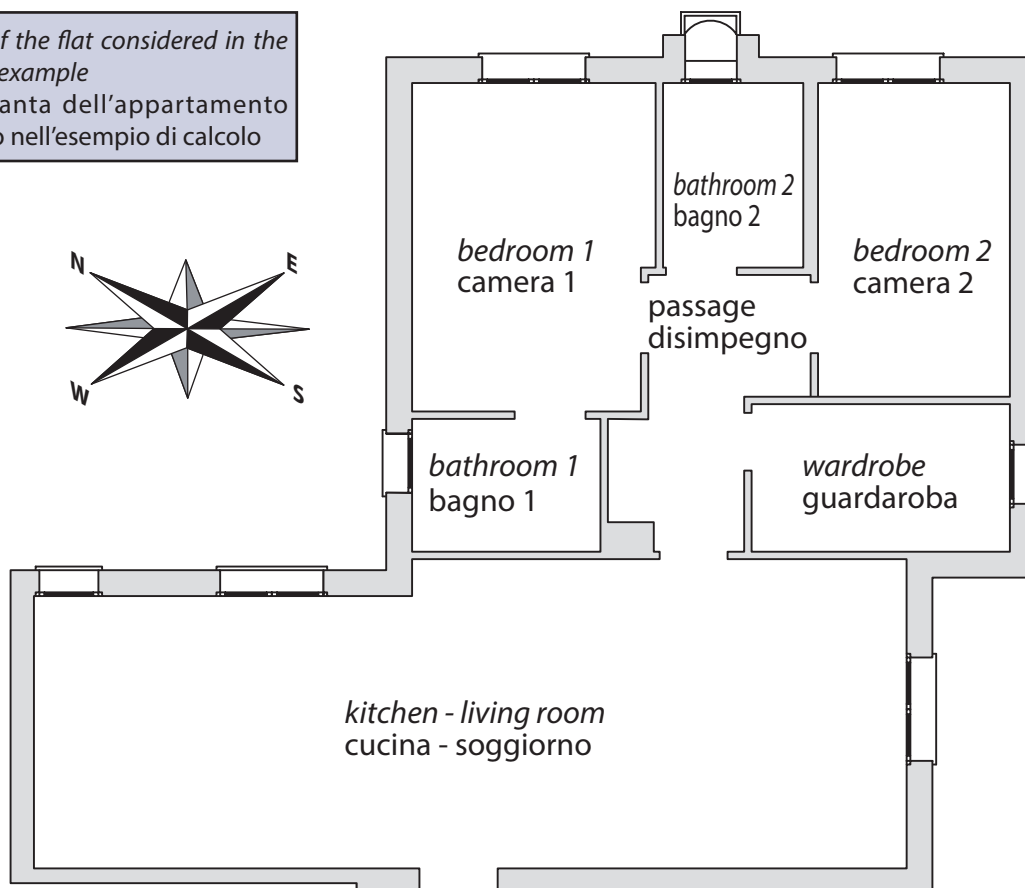 f the flat considered in the
example
anta dell'appartamento
o nell'esempio di calcolo
N
E
W
S
bedroom 1
camera 1
bathroom 2
bagno 2
bedroom 2
camera 2
passage
disimpegno
bathroom 1
bagno 1
wardrobe
guardaroba
kitchen - living room
cucina - soggiorno